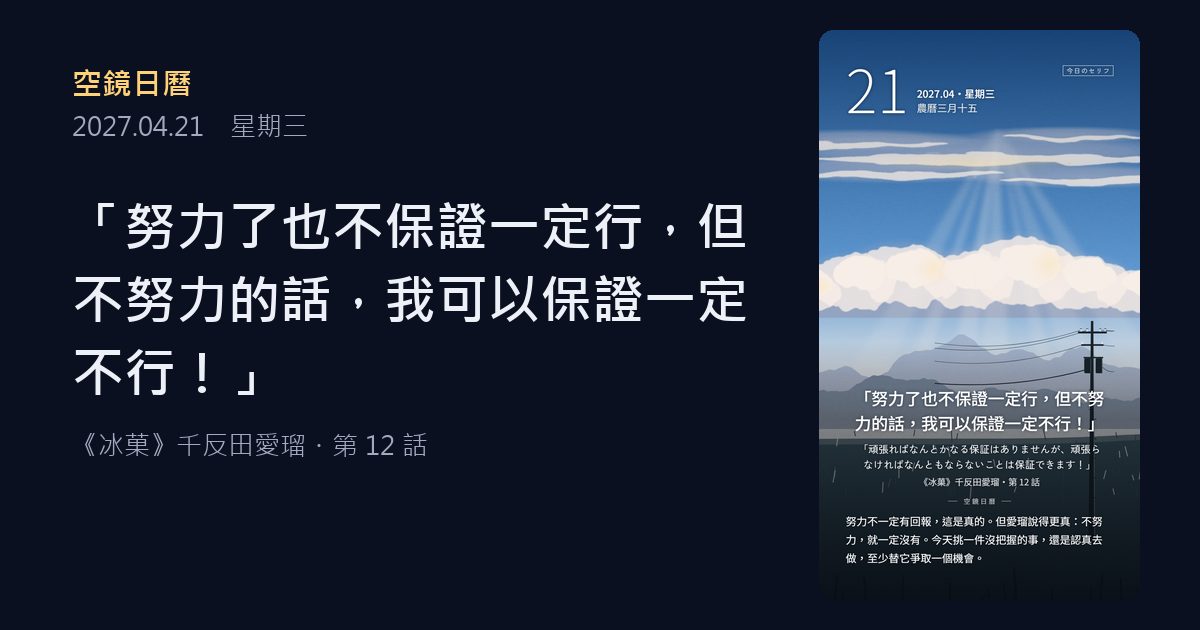 空鏡日曆
2027.04.21　星期三
「努力了也不保證一定行，但
不努力的話，我可以保證一定
不行！」
《冰菓》千反田愛瑠・第 12 話
21
2027.04・星期三
農曆三月十五
今日のセリフ
「努力了也不保證一定行，但不努
力的話，我可以保證一定不行！」
「頑張ればなんとかなる保証はありませんが、頑張ら
なければなんともならないことは保証できます！」
《冰菓》千反田愛瑠・第 12 話
— 空鏡日曆 —
努力不一定有回報，這是真的。但愛瑠說得更真：不努
力，就一定沒有。今天挑一件沒把握的事，還是認真去
做，至少替它爭取一個機會。